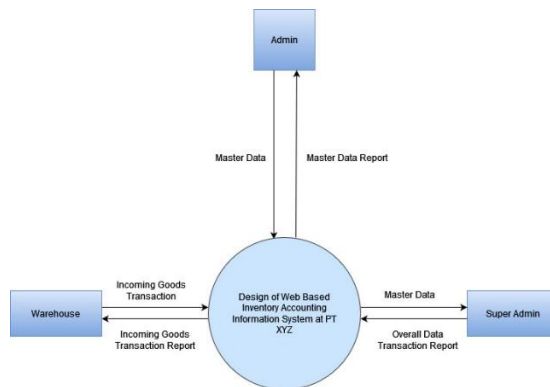 Admin
Master Data
Master Data Report
Incoming Goods
Transaction
Warehouse
Incoming Goods
Transaction Report
Design of Web Based
Inventory Accounting
Information System at PT
XYZ
Master Data
Overall Data
Transaction Report
Super Admin